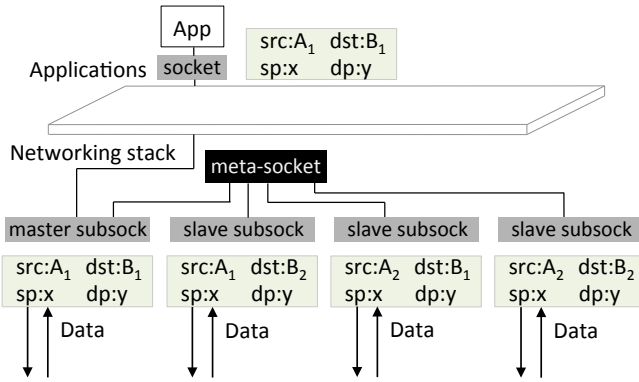 App
src:A₁ dst:B₁
Applications socket
sp:x dp:y
Networking stack
meta-socket
master subsock slave subsock slave subsock slave subsock
src:A₁ dst:B₁ src:A₁ dst:B₂ src:A₂ dst:B₁ src:A₂ dst:B₂
sp:x dp:y sp:x dp:y sp:x dp:y sp:x dp:y
Data Data Data Data